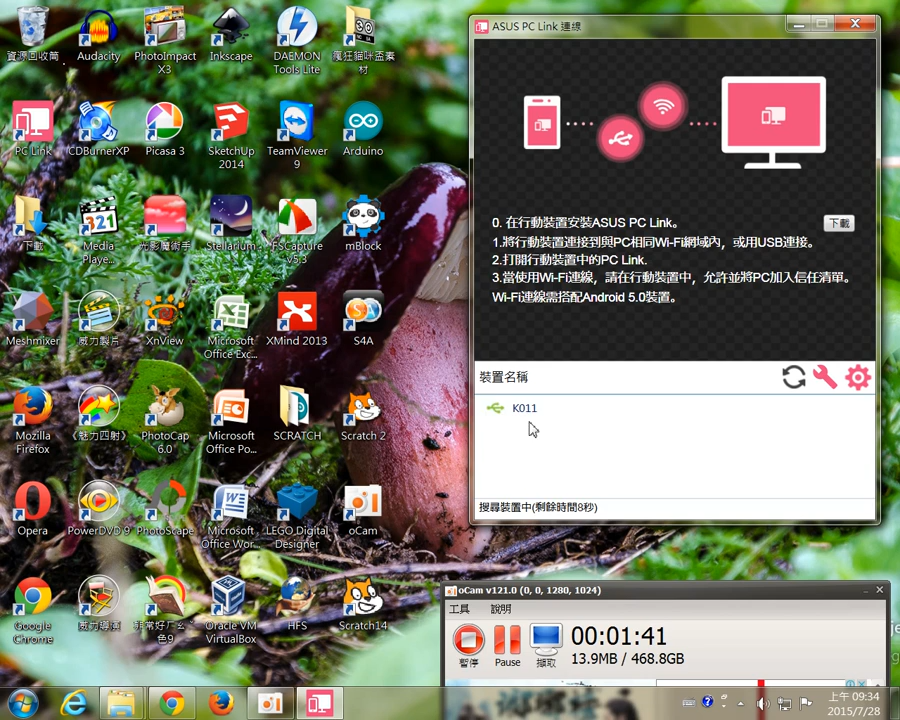 資源回收筒
Audacity
PhotoImpact
X3
Inkscape
DAEMON
Tools Lite
瘋狂貓咪盃素
材
PC Link
CDBurnerXP
Picasa 3
SketchUp
2014
TeamViewer
9
Arduino
下載
Media
Playe...
光影魔術手
Stellarium
FSCapture
v5.3
mBlock
Meshmixer
威力製片
XnView
Microsoft
Office Exc...
XMind 2013
S4A
Mozilla
Firefox
《魅力四射》
PhotoCap
6.0
Microsoft
Office Po...
SCRATCH
Scratch 2
Opera
PowerDVD 9
PhotoScape
Microsoft
Office Wor...
LEGO Digital
Designer
oCam
Google
Chrome
威力導演
非常好ㄏㄠˋ
色9
Oracle VM
VirtualBox
HFS
Scratch14
ASUS PC Link 連線
0. 在行動裝置安裝ASUS PC Link。
下載
1.將行動裝置連接到與PC相同Wi-Fi網域內，或用USB連接。
2.打開行動裝置中的PC Link.
3.當使用Wi-Fi連線，請在行動裝置中，允許並將PC加入信任清單。
Wi-Fi連線需搭配Android 5.0裝置。
裝置名稱
K011
搜尋裝置中(剩餘時間8秒)
oCam v121.0 (0, 0, 1280, 1024)
工具 說明
暫停
Pause
擷取
00:01:41
13.9MB / 468.8GB
上午 09:34
2015/7/28